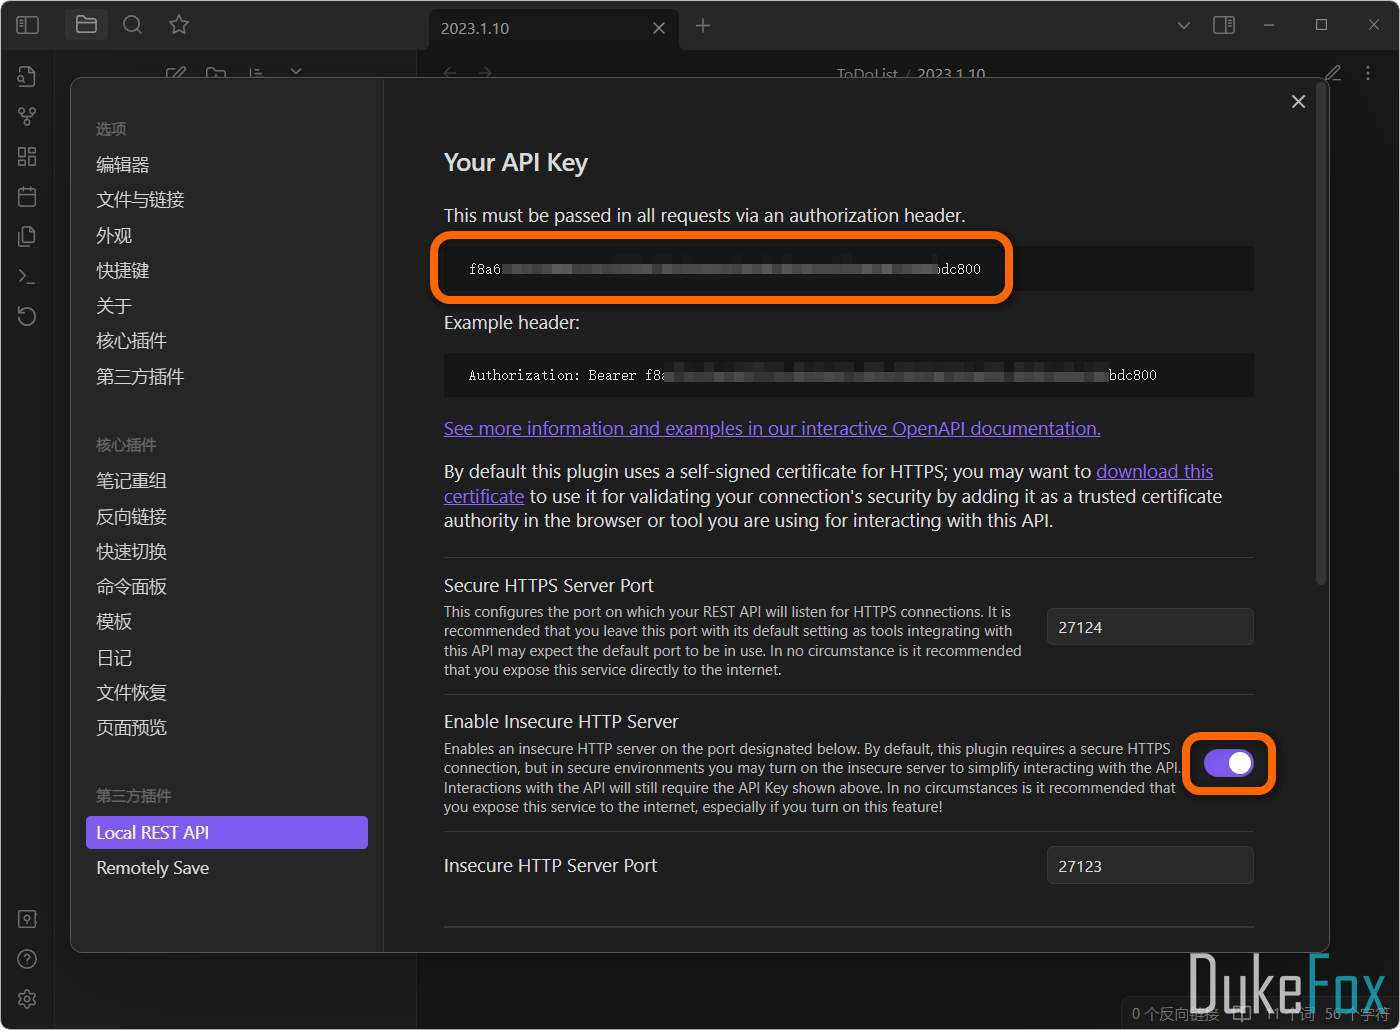 2023.1.10
ToDoList / 2023.1.10
选项
编辑器
文件与链接
外观
快捷键
关于
核心插件
第三方插件
核心插件
笔记重组
反向链接
快速切换
命令面板
模板
日记
文件恢复
页面预览
第三方插件
Local REST API
Remotely Save
Your API Key
This must be passed in all requests via an authorization header.
f8a6 bdc800
Example header:
Authorization: Bearer f8a bdc800
See more information and examples in our interactive OpenAPI documentation.
By default this plugin uses a self-signed certificate for HTTPS; you may want to download this
certificate to use it for validating your connection's security by adding it as a trusted certificate
authority in the browser or tool you are using for interacting with this API.
Secure HTTPS Server Port
This configures the port on which your REST API will listen for HTTPS connections. It is
recommended that you leave this port with its default setting as tools integrating with
this API may expect the default port to be in use. In no circumstance is it recommended
that you expose this service directly to the internet.
27124
Enable Insecure HTTP Server
Enables an insecure HTTP server on the port designated below. By default, this plugin requires a secure HTTPS
connection, but in secure environments you may turn on the insecure server to simplify interacting with the API.
Interactions with the API will still require the API Key shown above. In no circumstances is it recommended that
you expose this service to the internet, especially if you turn on this feature!
Insecure HTTP Server Port
27123
DukeFox
0 个反向链接 11 个词 56 个字符